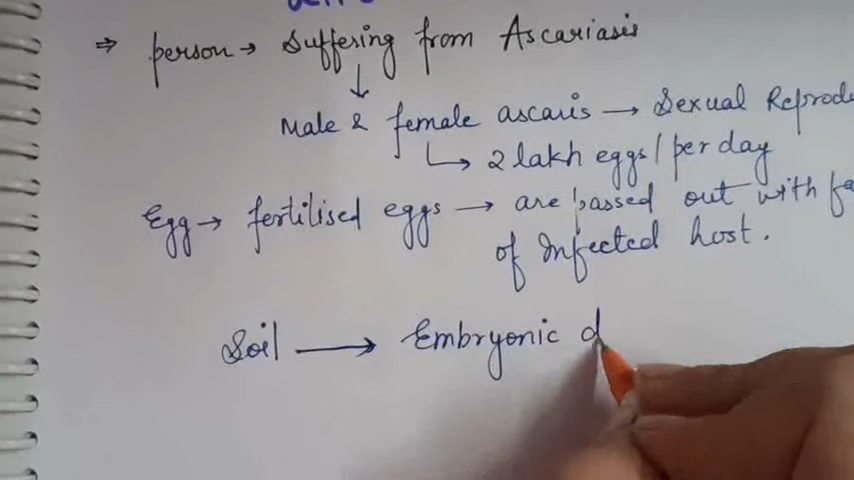 ⇒ person → Suffering from Ascariasis
↓
Male & female ascaris → Sexual
↳ 2 lakh eggs/per day
Egg → fertilised eggs → are passed out with
of Infected host.
Soil → Embryonic d